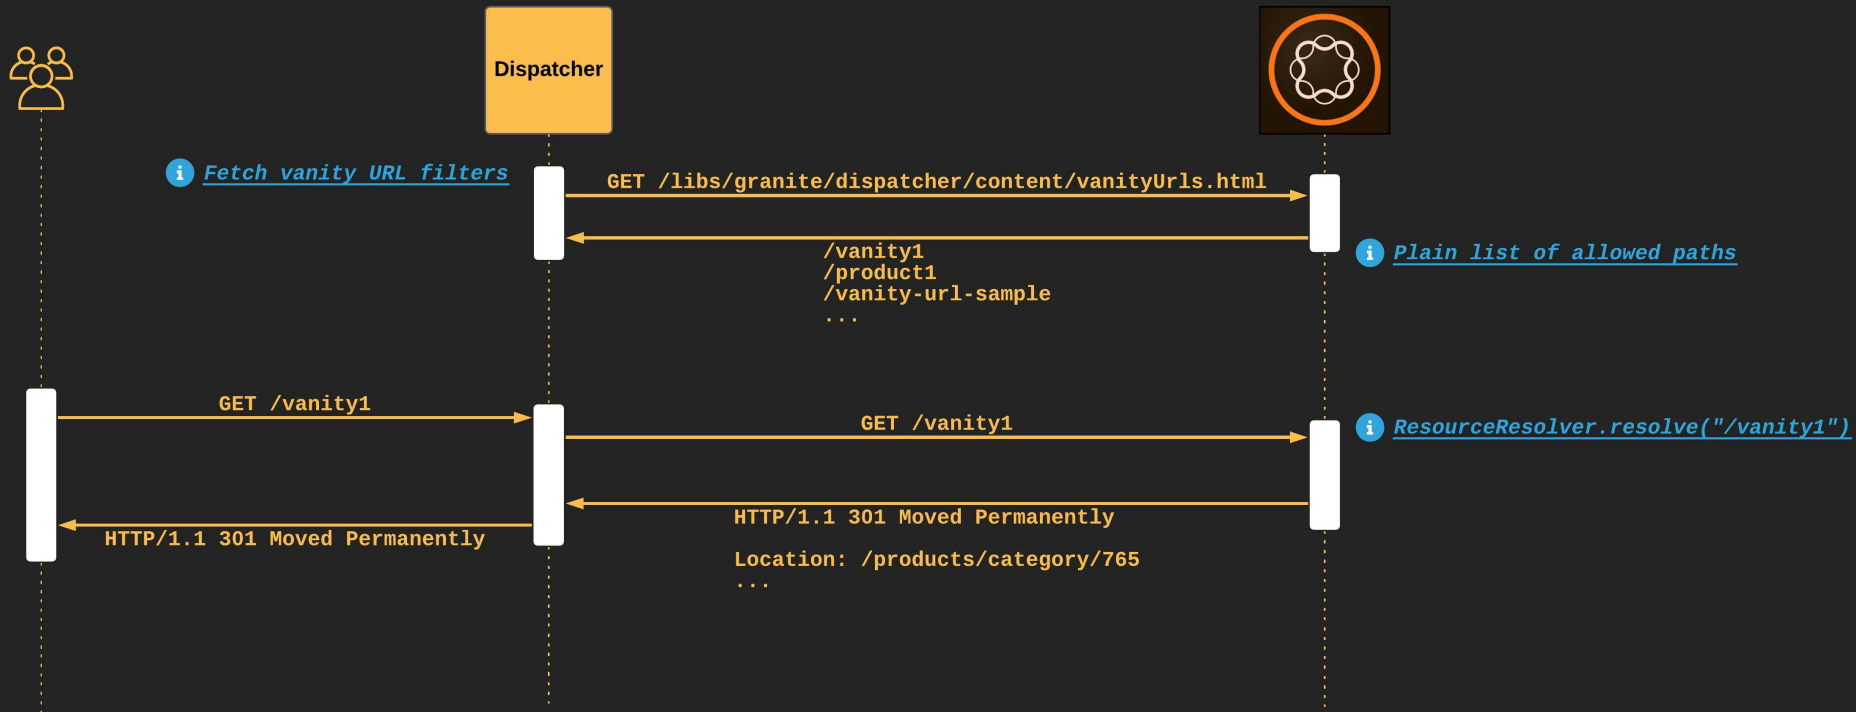 Dispatcher
Fetch vanity URL filters
GET /libs/granite/dispatcher/content/vanityUrls.html
/vanity1
/product1
/vanity-url-sample
...
Plain list of allowed paths
GET /vanity1
GET /vanity1
ResourceResolver.resolve("/vanity1")
HTTP/1.1 301 Moved Permanently
Location: /products/category/765
...
HTTP/1.1 301 Moved Permanently